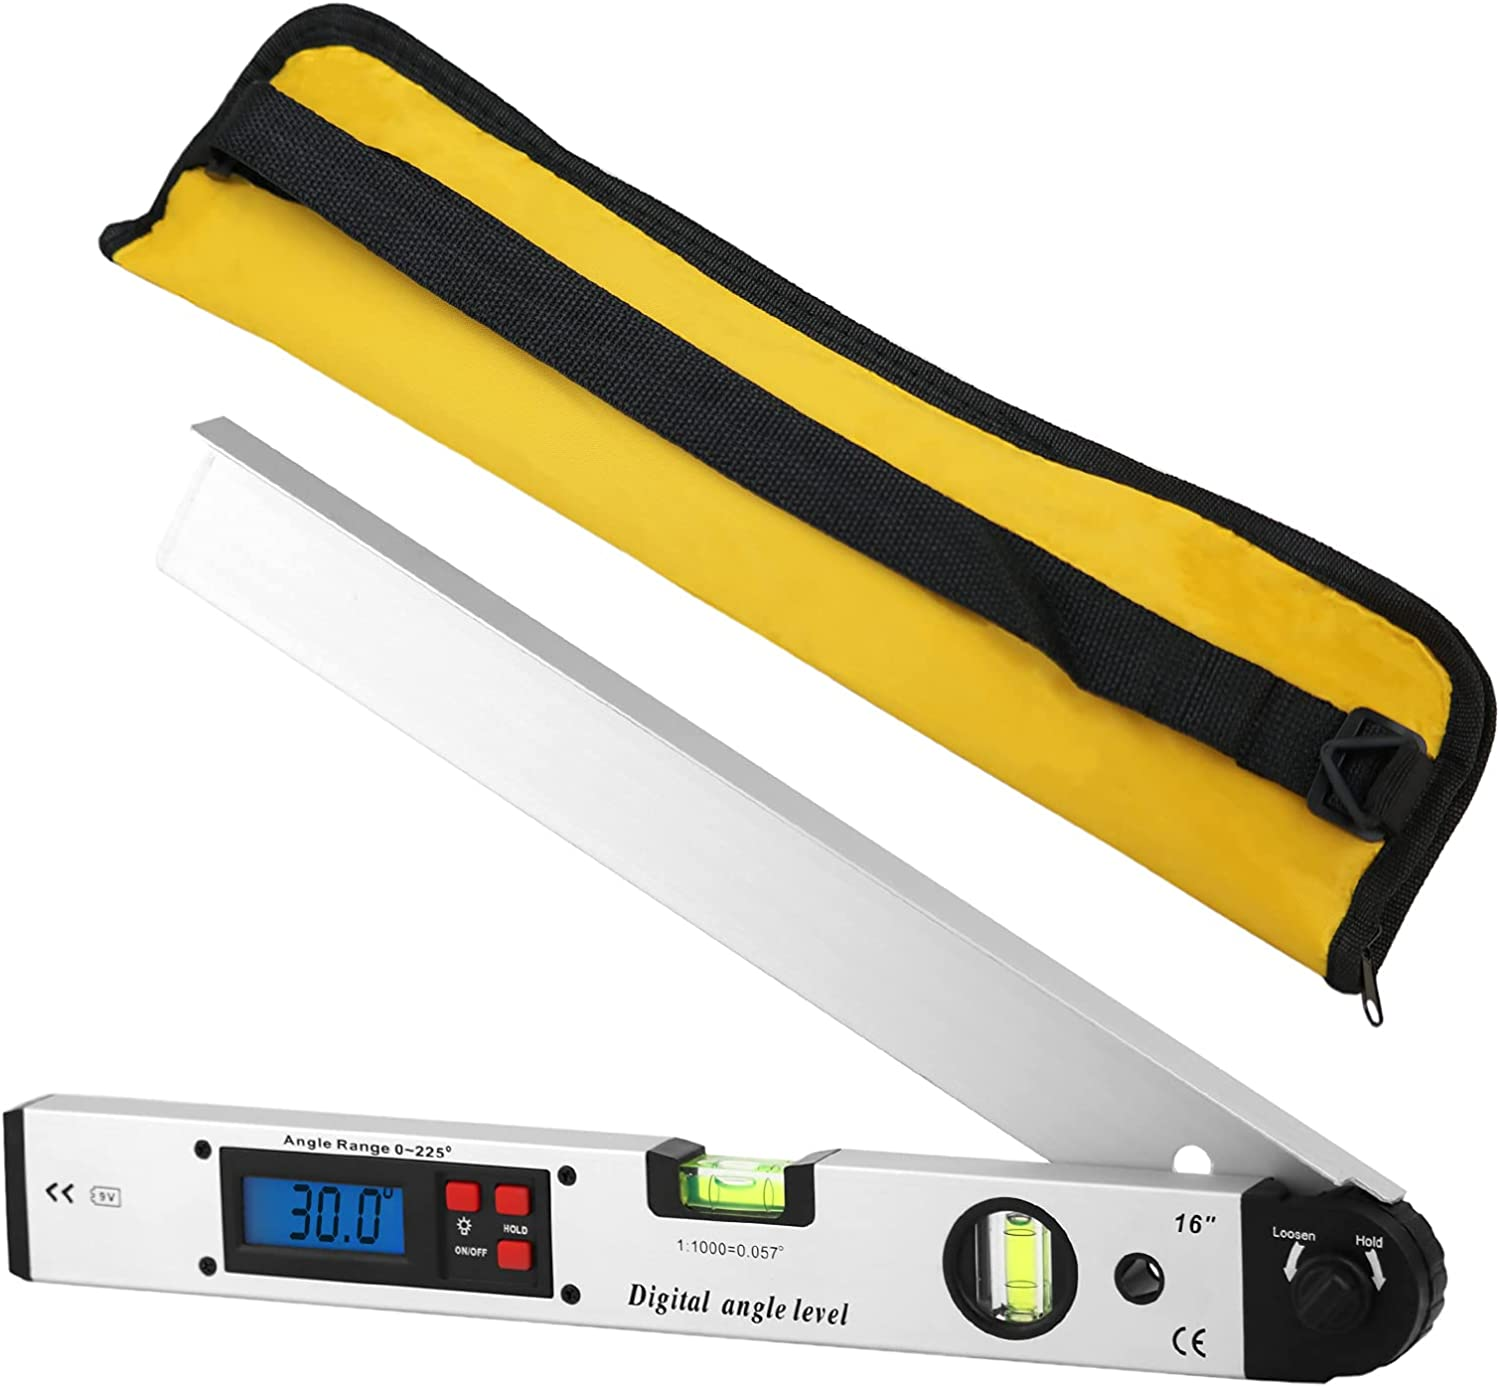 Angle Range 0~225°
9V
30.0°
HOLD
ON/OFF
1:1000=0.057°
Digital angle level
16"
Loosen
Hold
CE